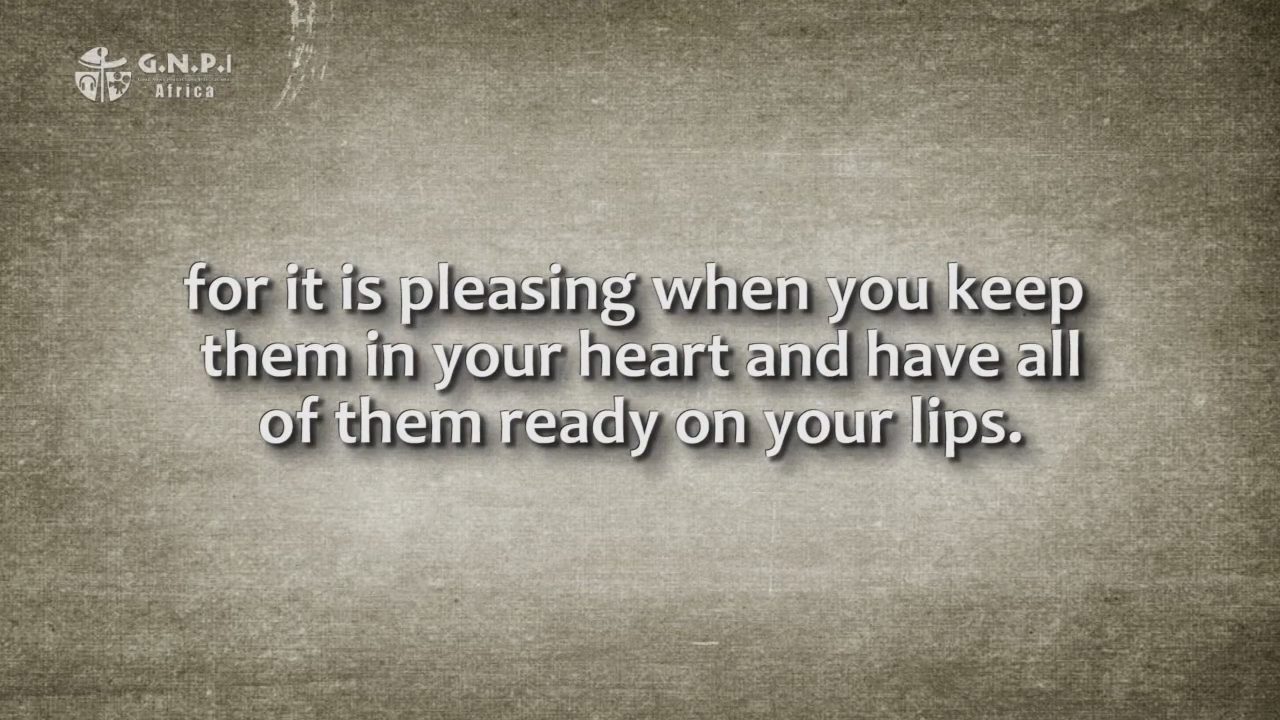 G.N.P.I
Africa
for it is pleasing when you keep
them in your heart and have all
of them ready on your lips.